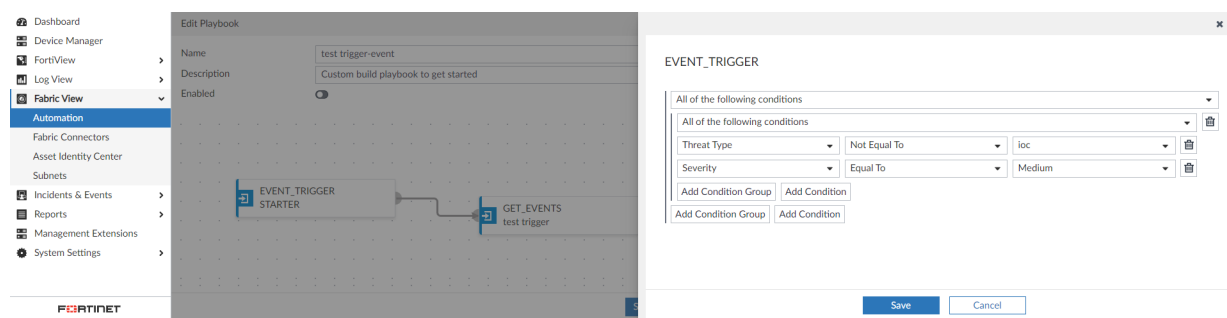 Dashboard
Device Manager
FortiView
Log View
Fabric View
Automation
Fabric Connectors
Asset Identity Center
Subnets
Incidents & Events
Reports
Management Extensions
System Settings
FORTINET
Edit Playbook
Name test trigger-event
Description Custom build playbook to get started
Enabled
EVENT_TRIGGER
STARTER
GET_EVENTS
test trigger
EVENT_TRIGGER
All of the following conditions
All of the following conditions
Threat Type Not Equal To ioc
Severity Equal To Medium
Add Condition Group Add Condition
Add Condition Group Add Condition
Save Cancel